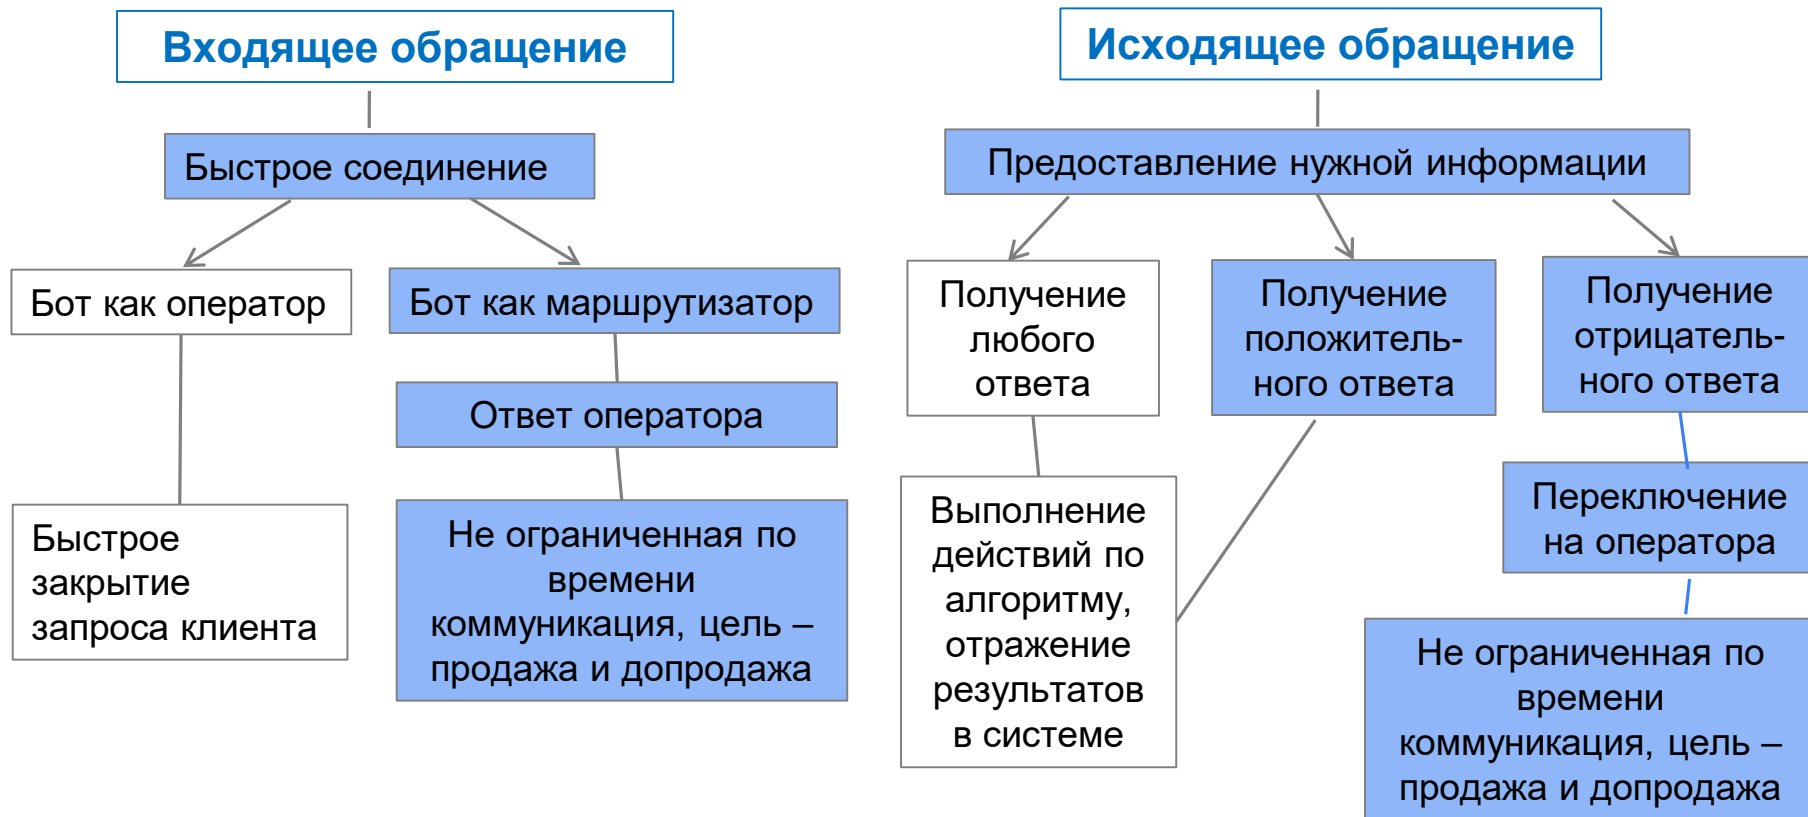 Входящее обращение
Быстрое соединение
Бот как оператор
Бот как маршрутизатор
Ответ оператора
Быстрое
закрытие
запроса клиента
Не ограниченная по
времени
коммуникация, цель –
продажа и допродажа
Исходящее обращение
Предоставление нужной информации
Получение
любого
ответа
Получение
положитель-
ного ответа
Получение
отрицатель-
ного ответа
Выполнение
действий по
алгоритму,
отражение
результатов
в системе
Переключение
на оператора
Не ограниченная по
времени
коммуникация, цель –
продажа и допродажа